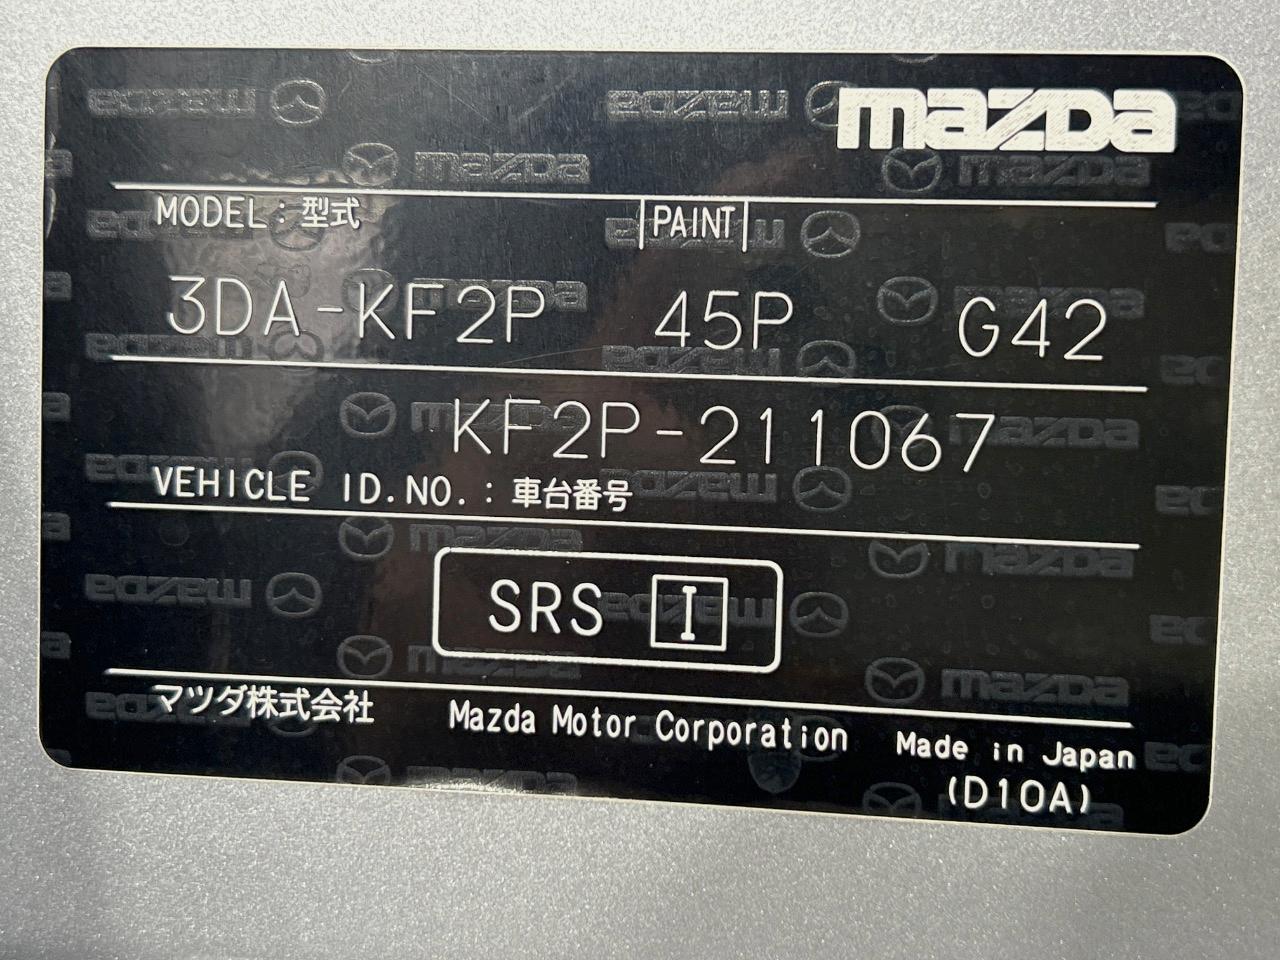 mazda
MODEL: 型式 PAINT
3DA-KF2P 45P G42
KF2P-211067
VEHICLE ID.NO.: 車台番号
SRS I
マツダ株式会社 Mazda Motor Corporation Made in Japan
(D10A)